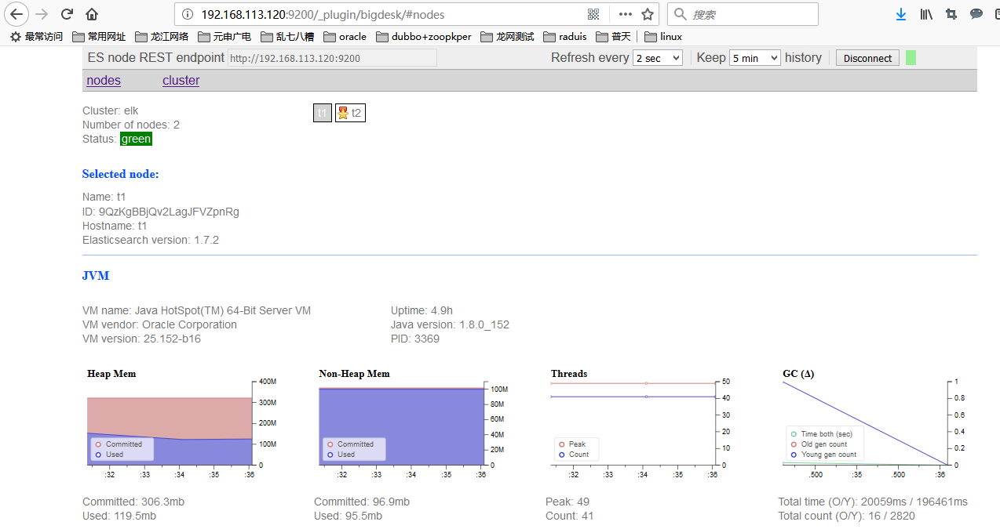 192.168.113.120:9200/_plugin/bigdesk/#nodes 搜索
最常访问 常用网址 龙江网络 元申广电 乱七八糟 oracle dubbo+zoopkper 龙网测试 raduis 普天 linux
ES node REST endpoint http://192.168.113.120:9200 Refresh every 2 sec Keep 5 min history Disconnect
nodes cluster
Cluster: elk t1 t2
Number of nodes: 2
Status: green
Selected node:
Name: t1
ID: 9QzKgBBjQv2LagJFVZpnRg
Hostname: t1
Elasticsearch version: 1.7.2
JVM
VM name: Java HotSpot(TM) 64-Bit Server VM Uptime: 4.9h
VM vendor: Oracle Corporation Java version: 1.8.0_152
VM version: 25.152-b16 PID: 3369
Heap Mem
400M
300M
200M
100M
0
Committed
Used
:32 :33 :34 :35 :36
Committed: 306.3mb
Used: 119.5mb
Non-Heap Mem
100M
80M
60M
40M
20M
0
Committed
Used
:32 :33 :34 :35 :36
Committed: 96.9mb
Used: 95.5mb
Threads
50
40
30
20
10
0
Peak
Count
:32 :33 :34 :35 :36
Peak: 49
Count: 41
GC (Δ)
1
0.8
0.6
0.4
0.2
0
Time both (sec)
Old gen count
Young gen count
.500 :35 .500 :36
Total time (O/Y): 20059ms / 196461ms
Total count (O/Y): 16 / 2820